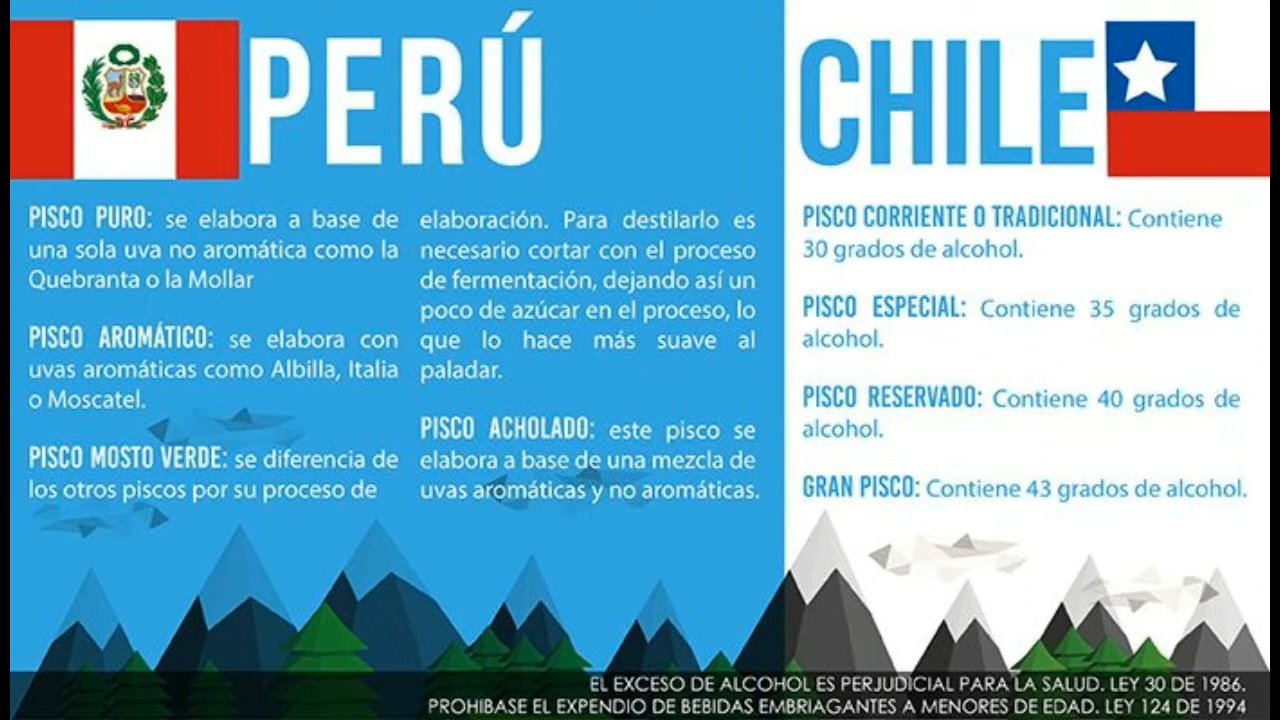 PERÚ
PISCO PURO: se elabora a base de
una sola uva no aromática como la
Quebranta o la Mollar
PISCO AROMÁTICO: se elabora con
uvas aromáticas como Albilla, Italia
o Moscatel.
PISCO MOSTO VERDE: se diferencia de
los otros piscos por su proceso de
elaboración. Para destilarlo es
necesario cortar con el proceso
de fermentación, dejando así un
poco de azúcar en el proceso, lo
que lo hace más suave al
paladar.
PISCO ACHOLADO: este pisco se
elabora a base de una mezcla de
uvas aromáticas y no aromáticas.
CHILE
PISCO CORRIENTE O TRADICIONAL: Contiene
30 grados de alcohol.
PISCO ESPECIAL: Contiene 35 grados de
alcohol.
PISCO RESERVADO: Contiene 40 grados de
alcohol.
GRAN PISCO: Contiene 43 grados de alcohol.
EL EXCESO DE ALCOHOL ES PERJUDICIAL PARA LA SALUD. LEY 30 DE 1986.
PROHIBASE EL EXPENDIO DE BEBIDAS EMBRIAGANTES A MENORES DE EDAD. LEY 124 DE 1994